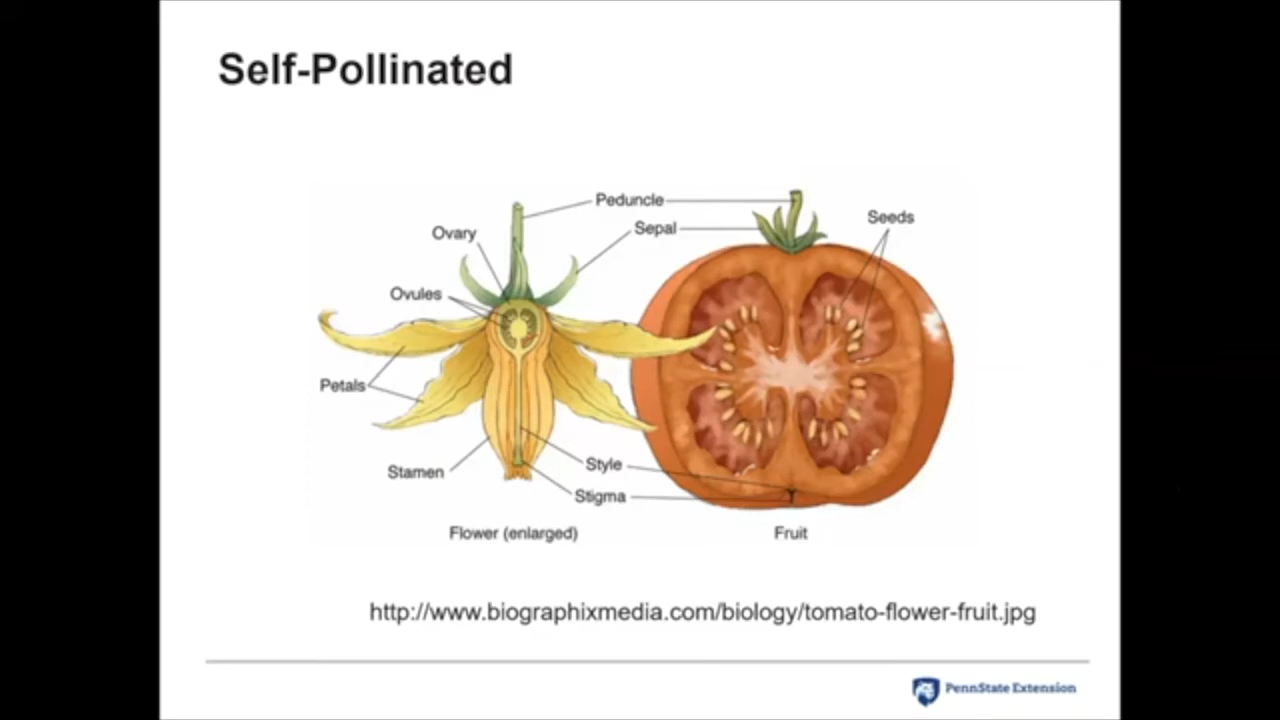 Self-Pollinated
Peduncle
Seeds
Ovary
Sepal
Ovules
Petals
Style
Stamen
Stigma
Flower (enlarged)
Fruit
http://www.biographixmedia.com/biology/tomato-flower-fruit.jpg
PennState Extension